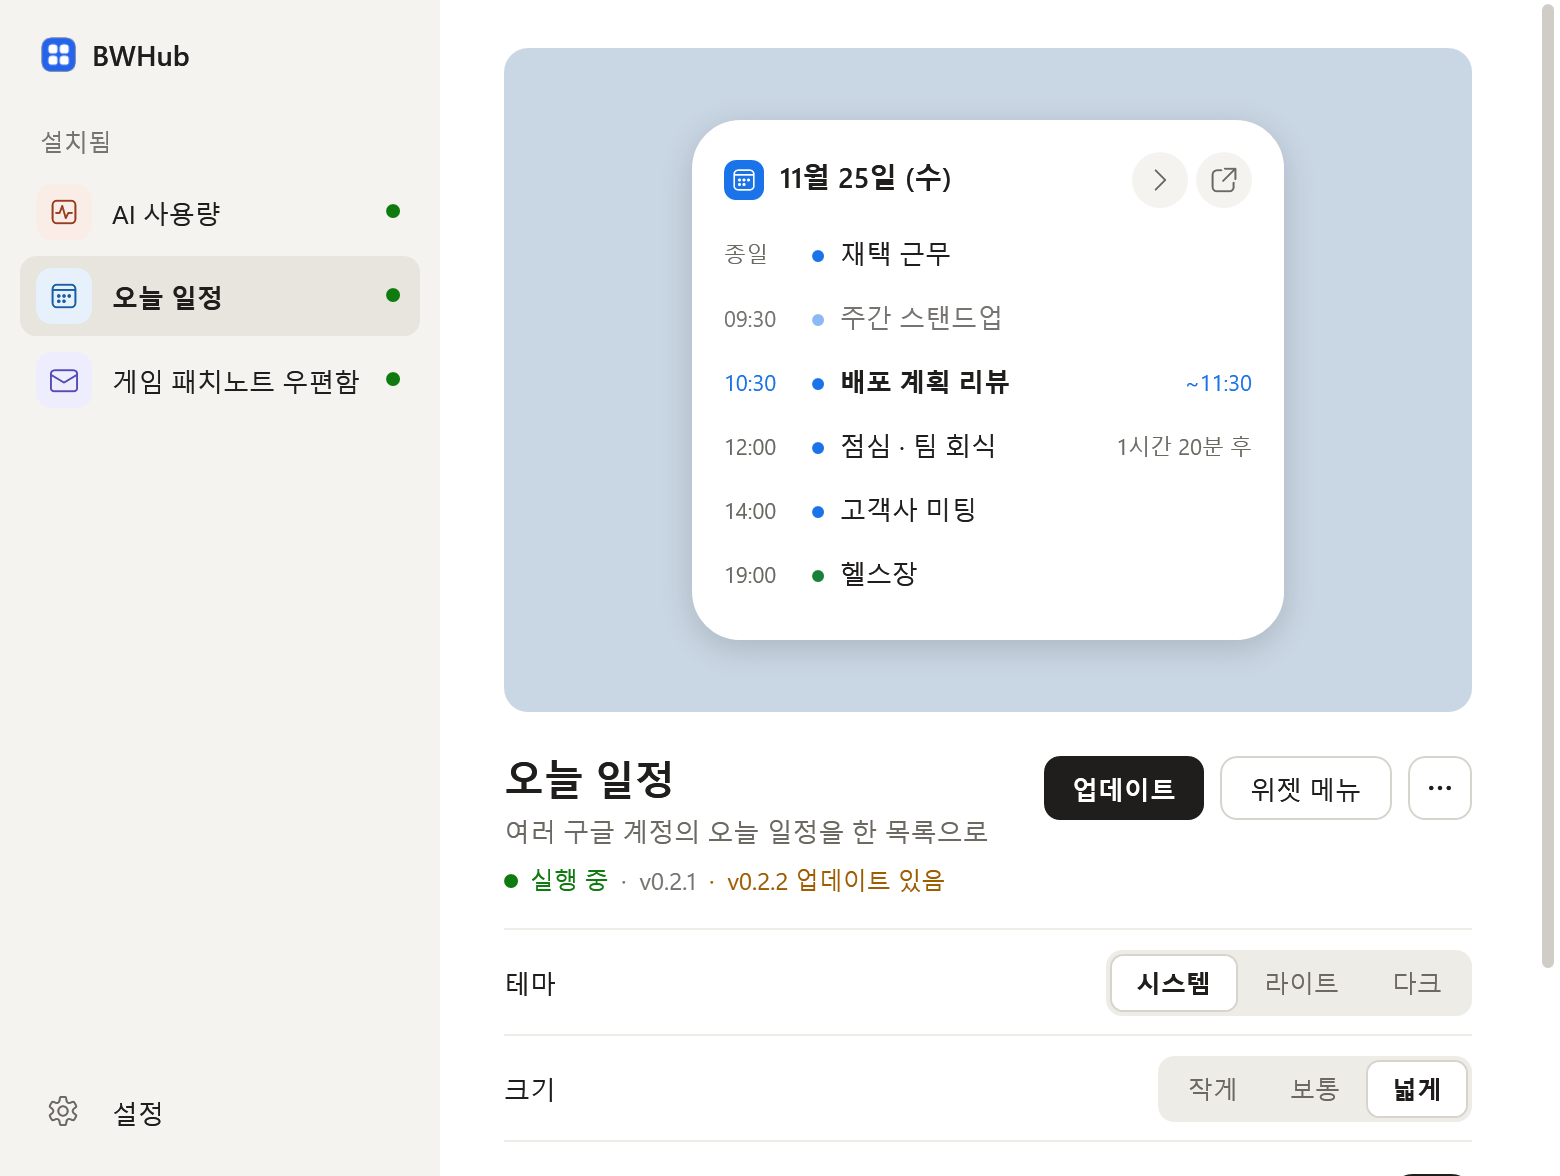 BWHub
설치됨
AI 사용량
오늘 일정
게임 패치노트 우편함
설정
11월 25일 (수)
종일 재택 근무
09:30 주간 스탠드업
10:30 배포 계획 리뷰 ~11:30
12:00 점심 · 팀 회식 1시간 20분 후
14:00 고객사 미팅
19:00 헬스장
오늘 일정
업데이트 위젯 메뉴 ···
여러 구글 계정의 오늘 일정을 한 목록으로
실행 중 · v0.2.1 · v0.2.2 업데이트 있음
테마 시스템 라이트 다크
크기 작게 보통 넓게